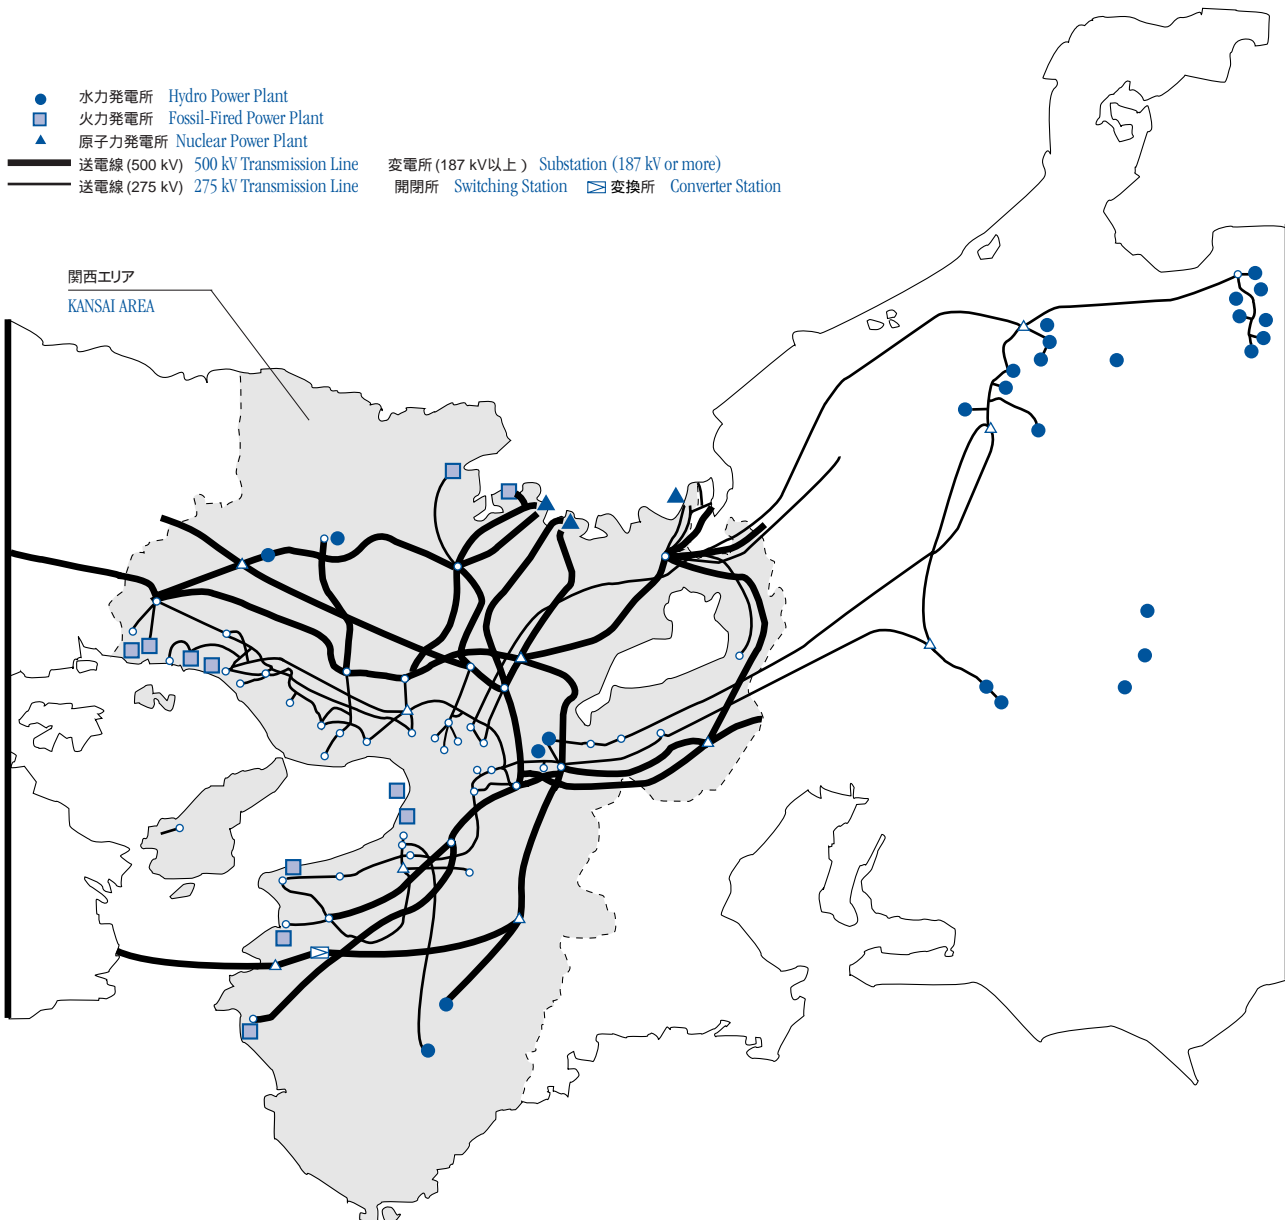 水力発電所 Hydro Power Plant
火力発電所 Fossil-Fired Power Plant
原子力発電所 Nuclear Power Plant
送電線 (500 kV) 500 kV Transmission Line 変電所 (187 kV以上 ) Substation (187 kV or more)
送電線 (275 kV) 275 kV Transmission Line 開閉所 Switching Station 変換所 Converter Station
関西エリア
KANSAI AREA